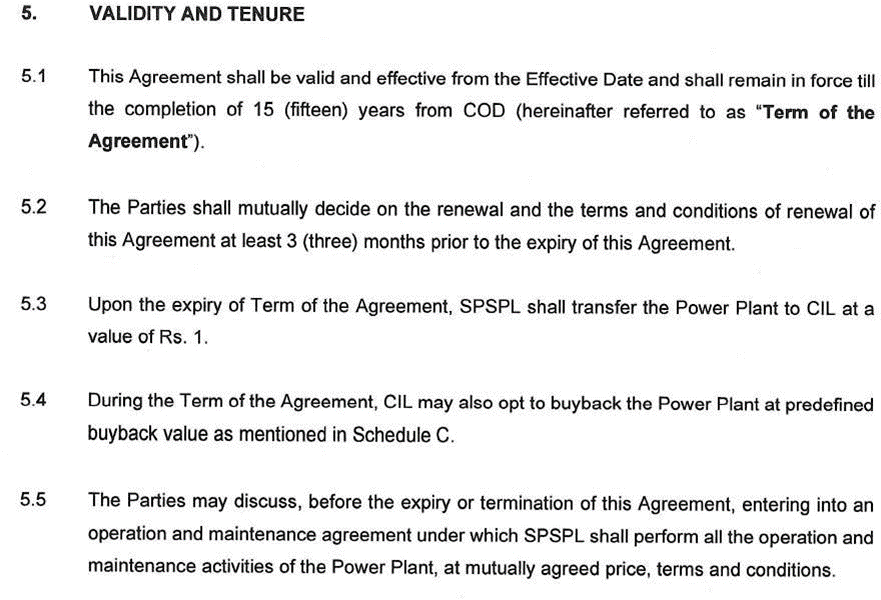 5. VALIDITY AND TENURE
5.1 This Agreement shall be valid and effective from the Effective Date and shall remain in force till
the completion of 15 (fifteen) years from COD (hereinafter referred to as “Term of the
Agreement”).
5.2 The Parties shall mutually decide on the renewal and the terms and conditions of renewal of
this Agreement at least 3 (three) months prior to the expiry of this Agreement.
5.3 Upon the expiry of Term of the Agreement, SPSPL shall transfer the Power Plant to CIL at a
value of Rs. 1.
5.4 During the Term of the Agreement, CIL may also opt to buyback the Power Plant at predefined
buyback value as mentioned in Schedule C.
5.5 The Parties may discuss, before the expiry or termination of this Agreement, entering into an
operation and maintenance agreement under which SPSPL shall perform all the operation and
maintenance activities of the Power Plant, at mutually agreed price, terms and conditions.